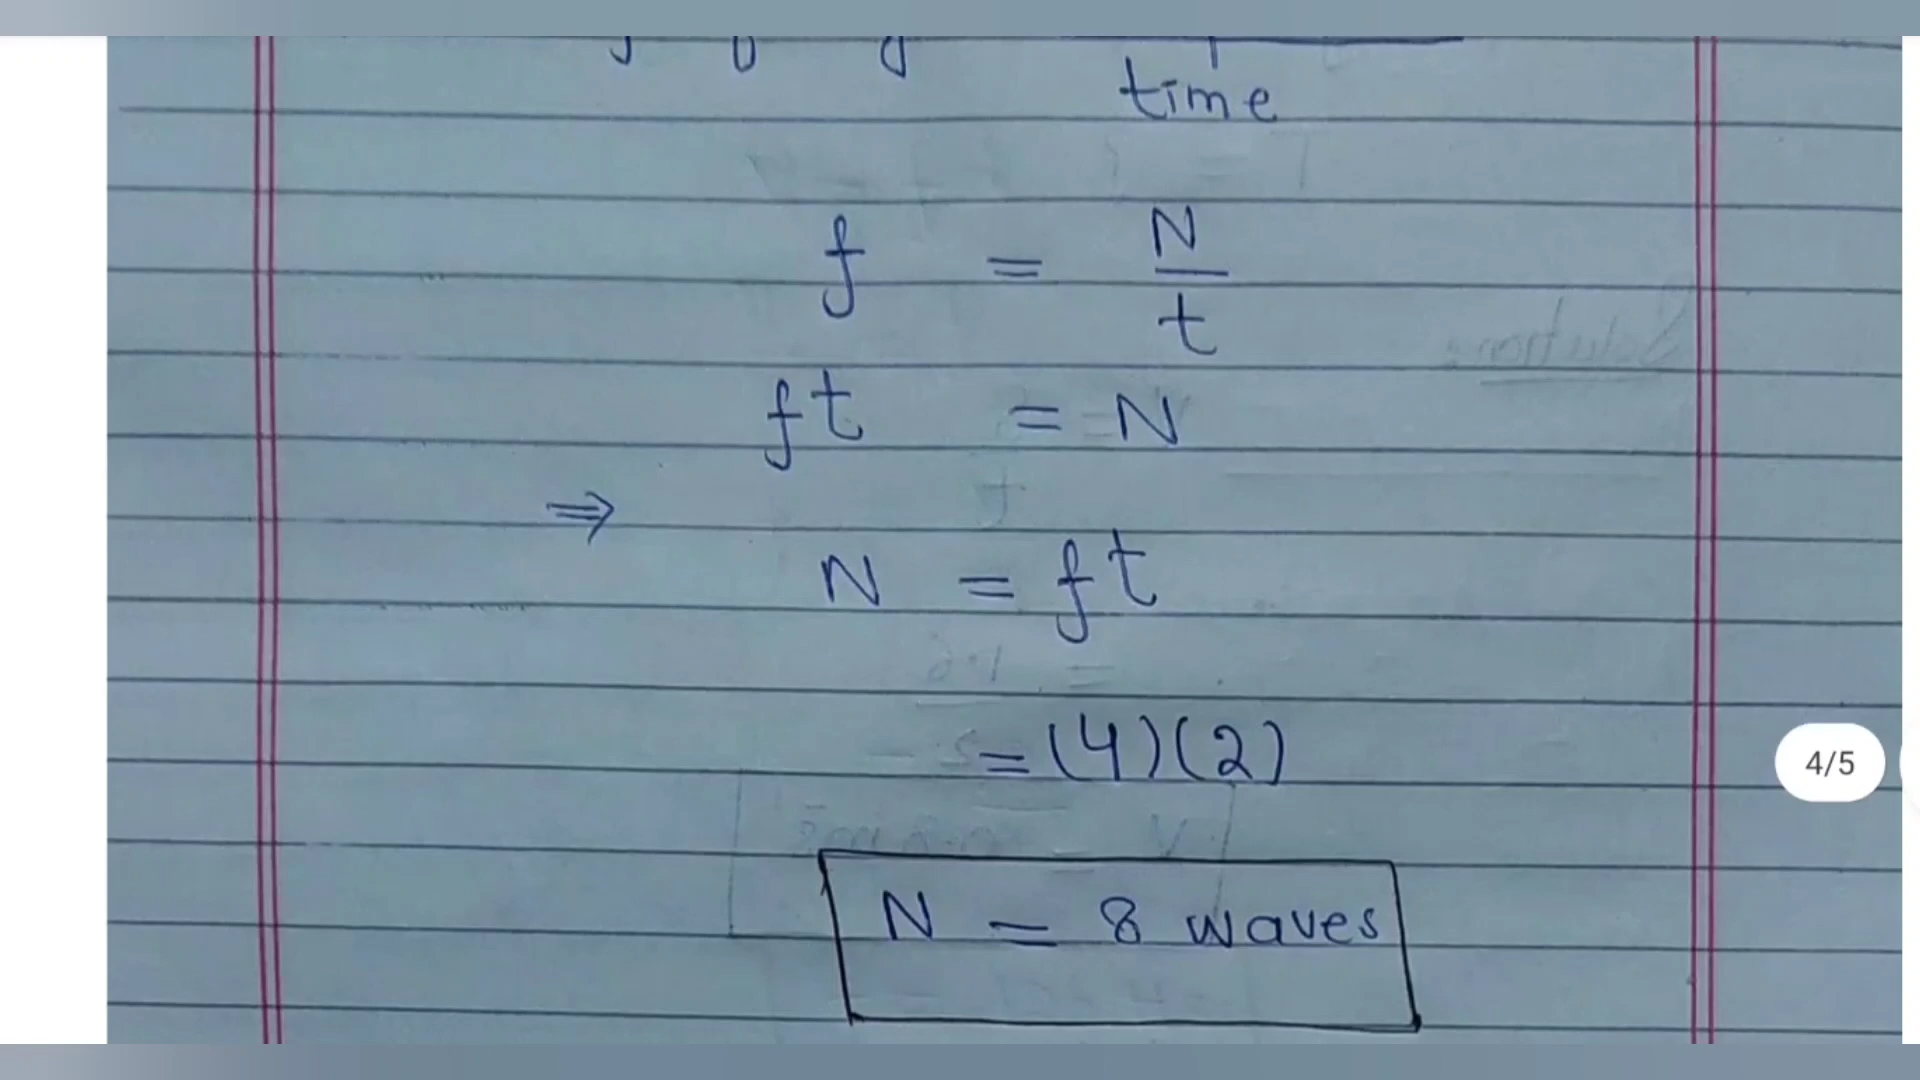 time
f = N/t
ft = N
⇒
N = ft
= (4)(2)
4/5
N = 8 waves